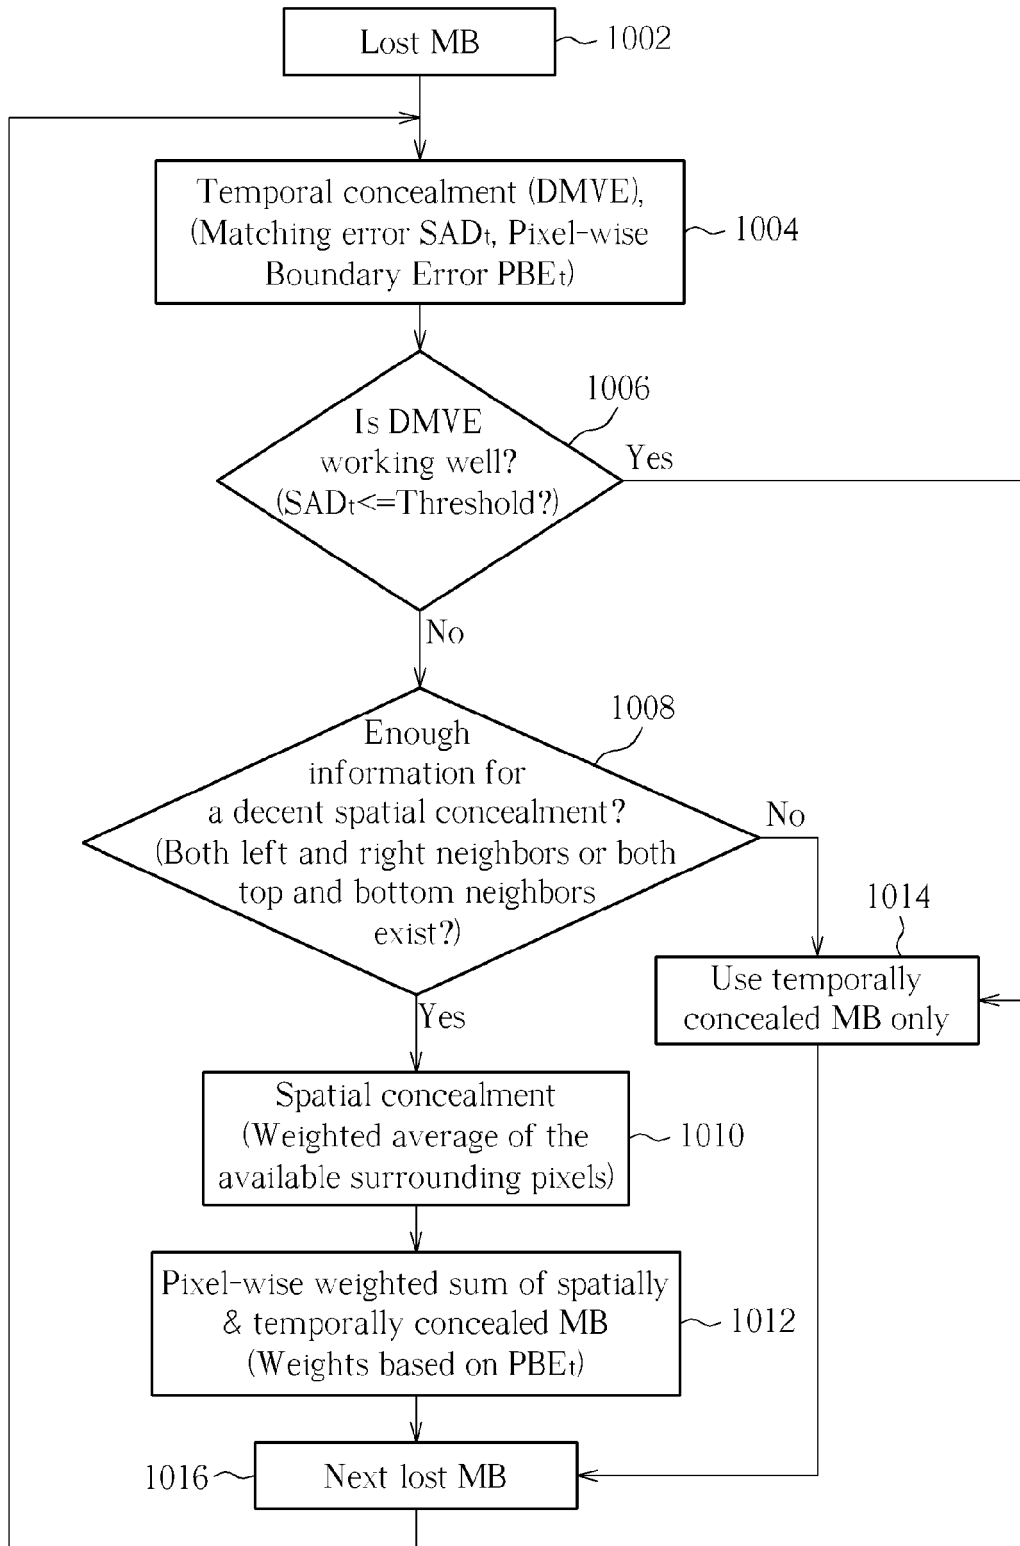 Lost MB
1002
Temporal concealment (DMVE),
(Matching error SADt, Pixel-wise
Boundary Error PBEt)
1004
1006
Is DMVE
working well?
(SADt<=Threshold?)
Yes
No
1008
Enough
information for
a decent spatial concealment?
(Both left and right neighbors or both
top and bottom neighbors
exist?)
No
Yes
1014
Use temporally
concealed MB only
Spatial concealment
(Weighted average of the
available surrounding pixels)
1010
Pixel-wise weighted sum of spatially
& temporally concealed MB
(Weights based on PBEt)
1012
1016
Next lost MB